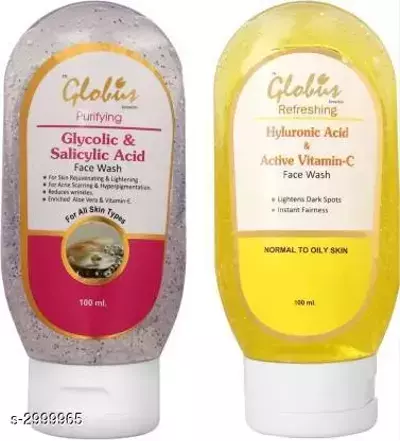 Globus
Remedies
Purifying
Glycolic &
Salicylic Acid
Face Wash
• For Skin Rejuvenating & Lightening
• For Acne Scarring & Hyperpigmentation.
• Reduces wrinkles.
• Enriched Aloe Vera & Vitamin-E.
For All Skin Types
100 ml.
Globus
Remedies
Refreshing
Hyluronic Acid
&
Active Vitamin-C
Face Wash
• Lightens Dark Spots
• Instant Fairness
NORMAL TO OILY SKIN
100 ml.
s-2999965